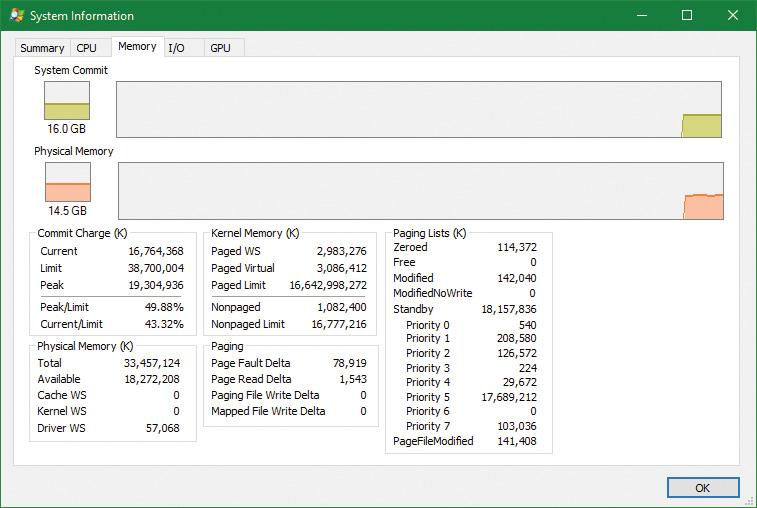 System Information
Summary CPU Memory I/O GPU
System Commit
16.0 GB
Physical Memory
14.5 GB
Commit Charge (K)
Current 16,764,368
Limit 38,700,004
Peak 19,304,936
Peak/Limit 49.88%
Current/Limit 43.32%
Physical Memory (K)
Total 33,457,124
Available 18,272,208
Cache WS 0
Kernel WS 0
Driver WS 57,068
Kernel Memory (K)
Paged WS 2,983,276
Paged Virtual 3,086,412
Paged Limit 16,642,998,272
Nonpaged 1,082,400
Nonpaged Limit 16,777,216
Paging
Page Fault Delta 78,919
Page Read Delta 1,543
Paging File Write Delta 0
Mapped File Write Delta 0
Paging Lists (K)
Zeroed 114,372
Free 0
Modified 142,040
ModifiedNoWrite 0
Standby 18,157,836
Priority 0 540
Priority 1 208,580
Priority 2 126,572
Priority 3 224
Priority 4 29,672
Priority 5 17,689,212
Priority 6 0
Priority 7 103,036
PageFileModified 141,408
OK